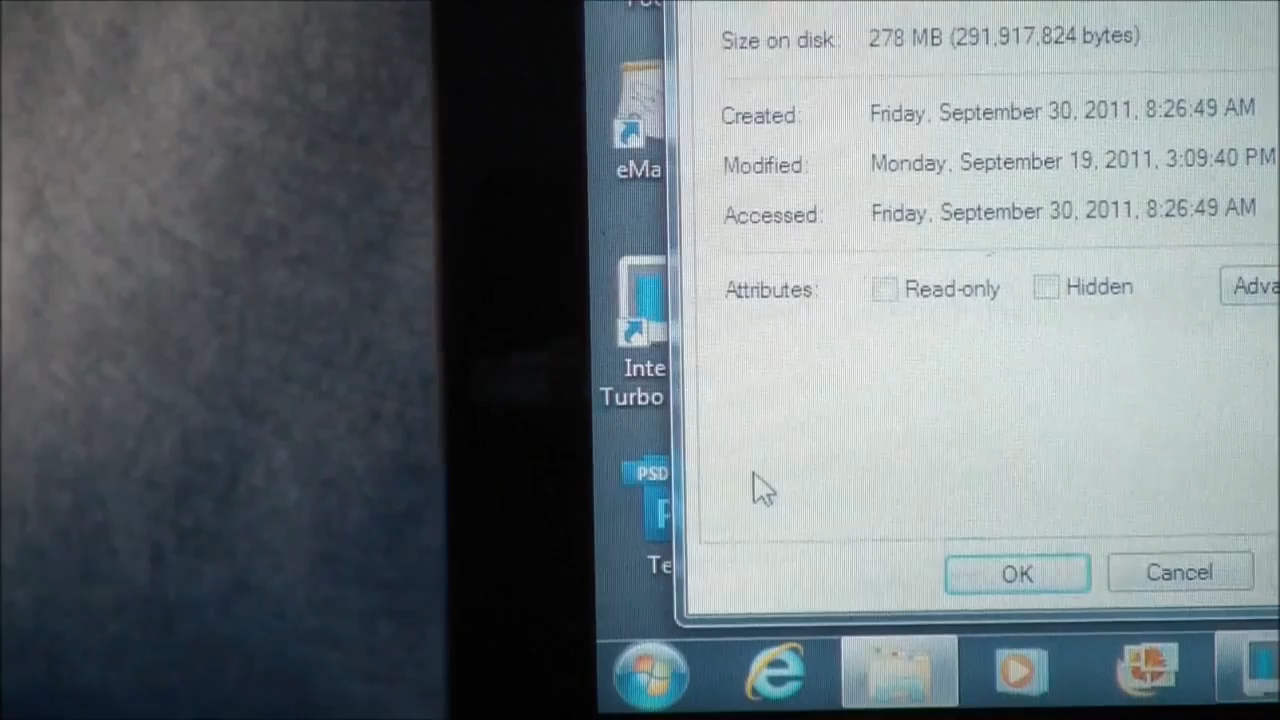 Size on disk: 278 MB (291,917,824 bytes)
Created: Friday, September 30, 2011, 8:26:49 AM
Modified: Monday, September 19, 2011, 3:09:40 PM
Accessed: Friday, September 30, 2011, 8:26:49 AM
Attributes: Read-only Hidden Adva
OK Cancel
eMa
Inte
Turbo
PSD
P
Te